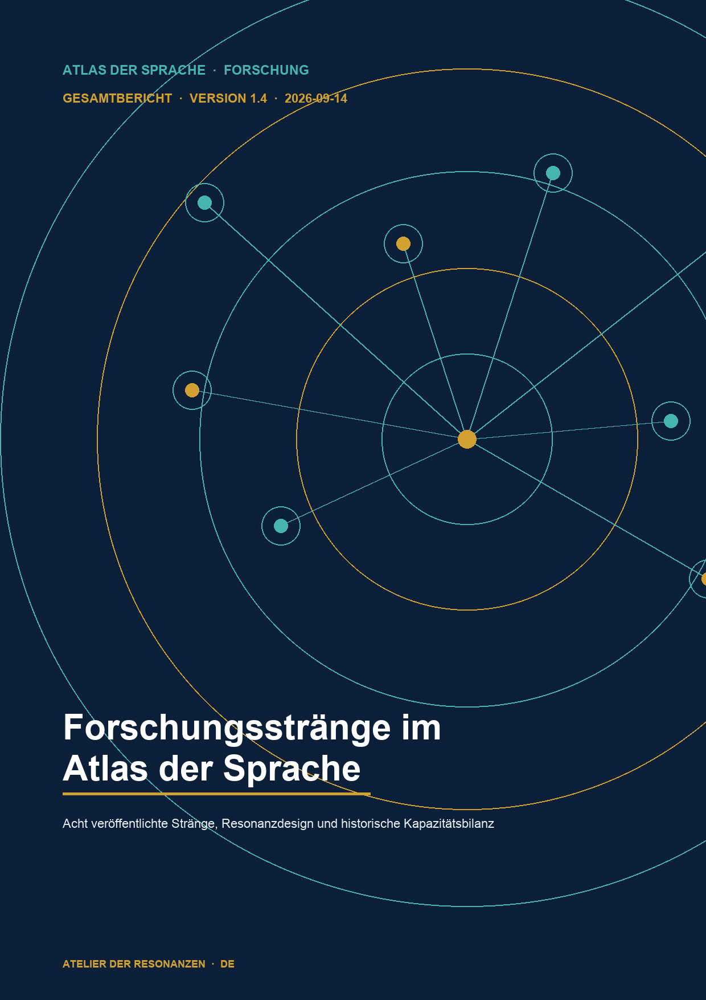 ATLAS DER SPRACHE · FORSCHUNG
GESAMTBERICHT · VERSION 1.4 · 2026-09-14
Forschungsstränge im
Atlas der Sprache
Acht veröffentlichte Stränge, Resonanzdesign und historische Kapazitätsbilanz
ATELIER DER RESONANZEN · DE